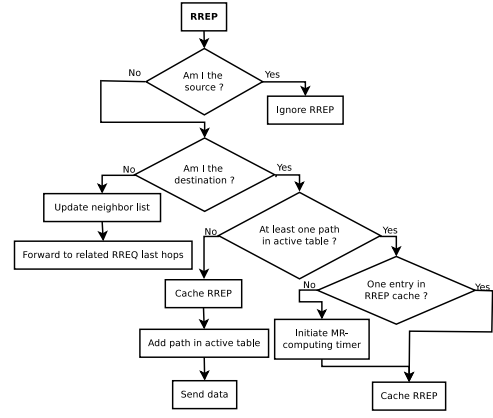 RREP
No
Am I the
source ?
Yes
Ignore RREP
No
Am I the
destination ?
Yes
Update neighbor list
Forward to related RREQ last hops
No
At least one path
in active table ?
Yes
Cache RREP
Add path in active table
Send data
No
One entry in
RREP cache ?
Yes
Initiate MR-
computing timer
Cache RREP